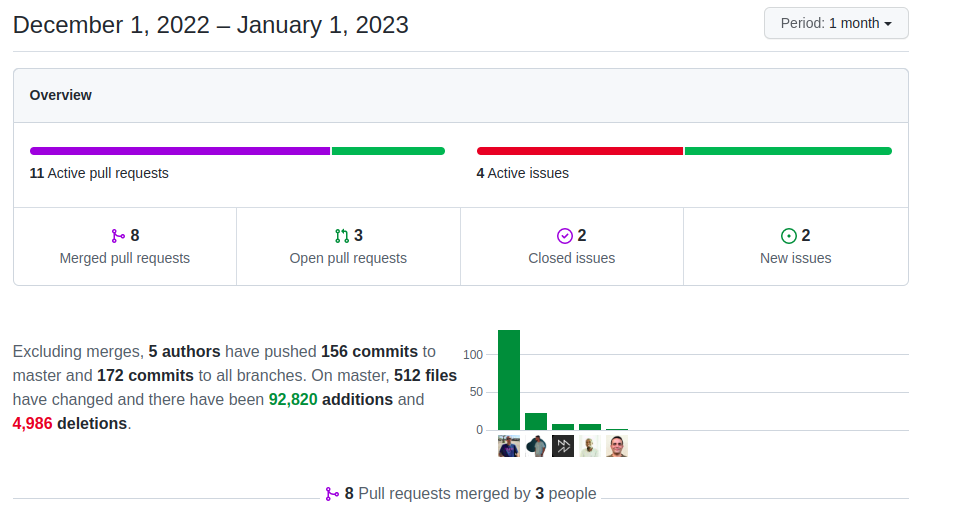 December 1, 2022 – January 1, 2023
Period: 1 month
Overview
11 Active pull requests
4 Active issues
8
Merged pull requests
3
Open pull requests
2
Closed issues
2
New issues
Excluding merges, 5 authors have pushed 156 commits to
master and 172 commits to all branches. On master, 512 files
have changed and there have been 92,820 additions and
4,986 deletions.
100
50
0
8 Pull requests merged by 3 people